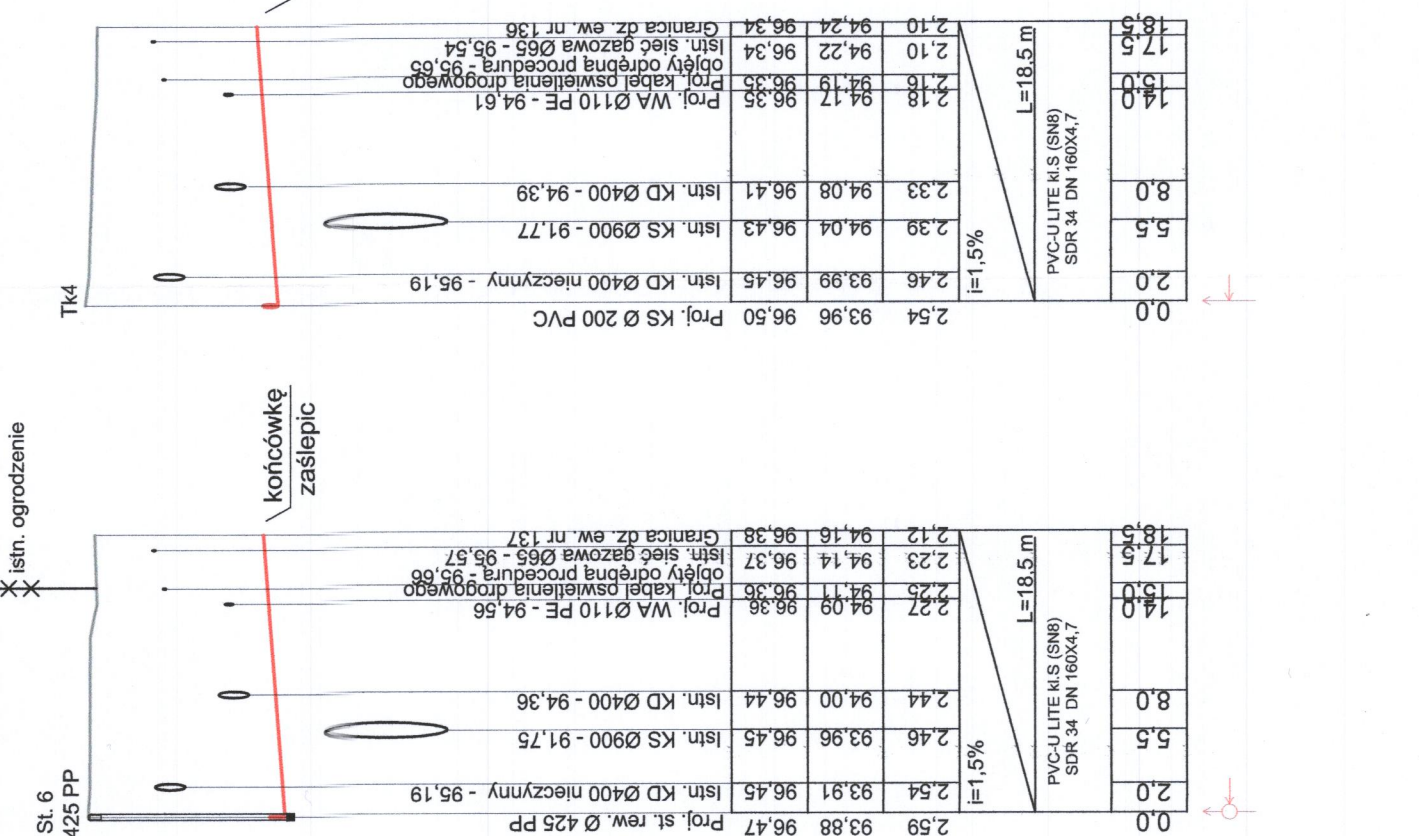 Tk4
Granica dz. ew. nr 136 96,34 94,24 2,10 18,5
Istn. sieć gazowa Ø65 - 95,54 96,34 94,22 2,10 17,5
objęty odrębną procedurą - 95,65
Proj. kabel oświetlenia drogowego 96,35 94,19 2,16 15,0
Proj. WA Ø110 PE - 94,61 96,35 94,17 2,18 14,0
Istn. KD Ø400 - 94,39 96,41 94,08 2,33 8,0
Istn. KS Ø900 - 91,77 96,43 94,04 2,39 5,5
Istn. KD Ø400 nieczynny - 95,19 96,45 93,99 2,46 2,0
Proj. KS Ø 200 PVC 96,50 93,96 2,54 0,0
i=1,5%
L=18,5 m
PVC-U LITE kl.S (SN8)
SDR 34 DN 160X4,7
istn. ogrodzenie
końcówkę
zaślepic
St. 6
425 PP
Granica dz. ew. nr 137 96,38 94,16 2,12 18,5
Istn. sieć gazowa Ø65 - 95,57 96,37 94,14 2,23 17,5
objęty odrębną procedurą - 95,66
Proj. kabel oświetlenia drogowego 96,36 94,11 2,25 15,0
Proj. WA Ø110 PE - 94,56 96,36 94,09 2,27 14,0
Istn. KD Ø400 - 94,36 96,44 94,00 2,44 8,0
Istn. KS Ø900 - 91,75 96,45 93,96 2,46 5,5
Istn. KD Ø400 nieczynny - 95,19 96,45 93,91 2,54 2,0
Proj. st. rew. Ø 425 PP 96,47 93,88 2,59 0,0
i=1,5%
L=18,5 m
PVC-U LITE kl.S (SN8)
SDR 34 DN 160X4,7